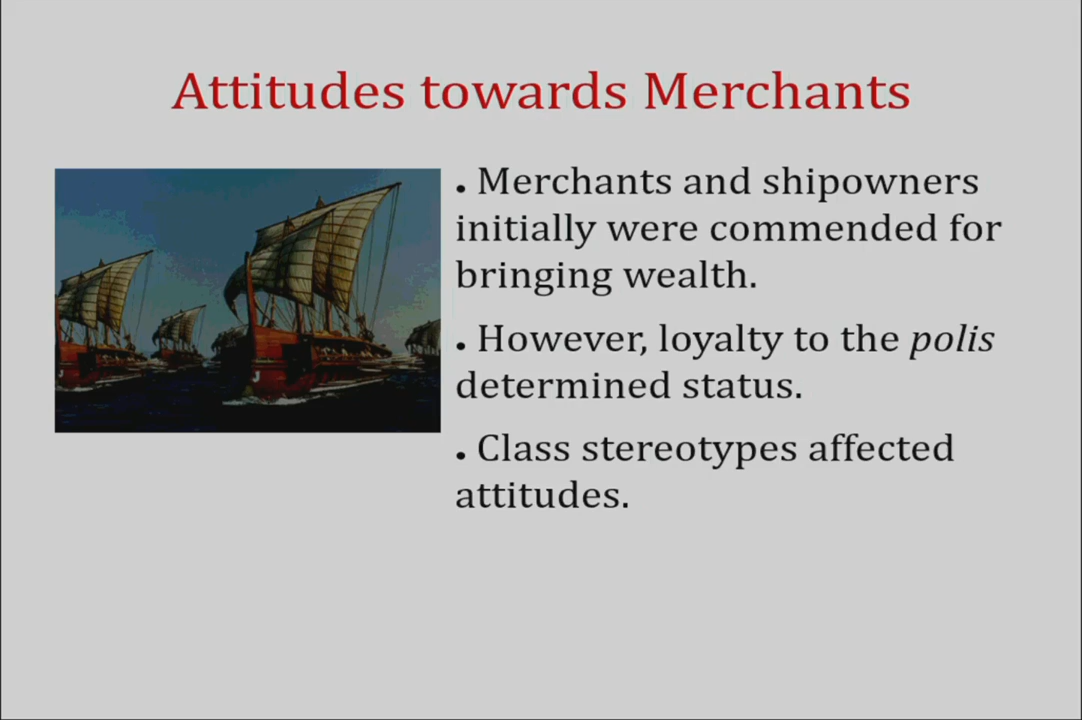 Attitudes towards Merchants
• Merchants and shipowners
initially were commended for
bringing wealth.
• However, loyalty to the polis
determined status.
• Class stereotypes affected
attitudes.